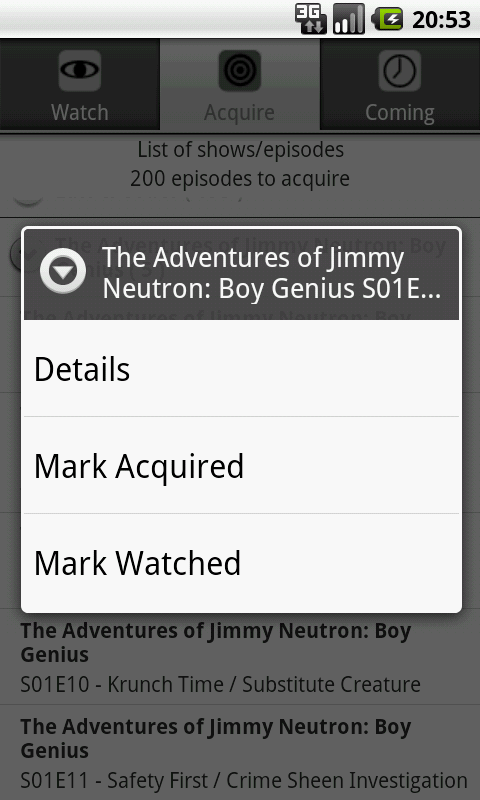 3G 20:53
Watch Acquire Coming
List of shows/episodes
200 episodes to acquire
The Adventures of Jimmy
Neutron: Boy Genius S01E...
Details
Mark Acquired
Mark Watched
The Adventures of Jimmy Neutron: Boy
Genius
S01E10 - Krunch Time / Substitute Creature
The Adventures of Jimmy Neutron: Boy
Genius
S01E11 - Safety First / Crime Sheen Investigation